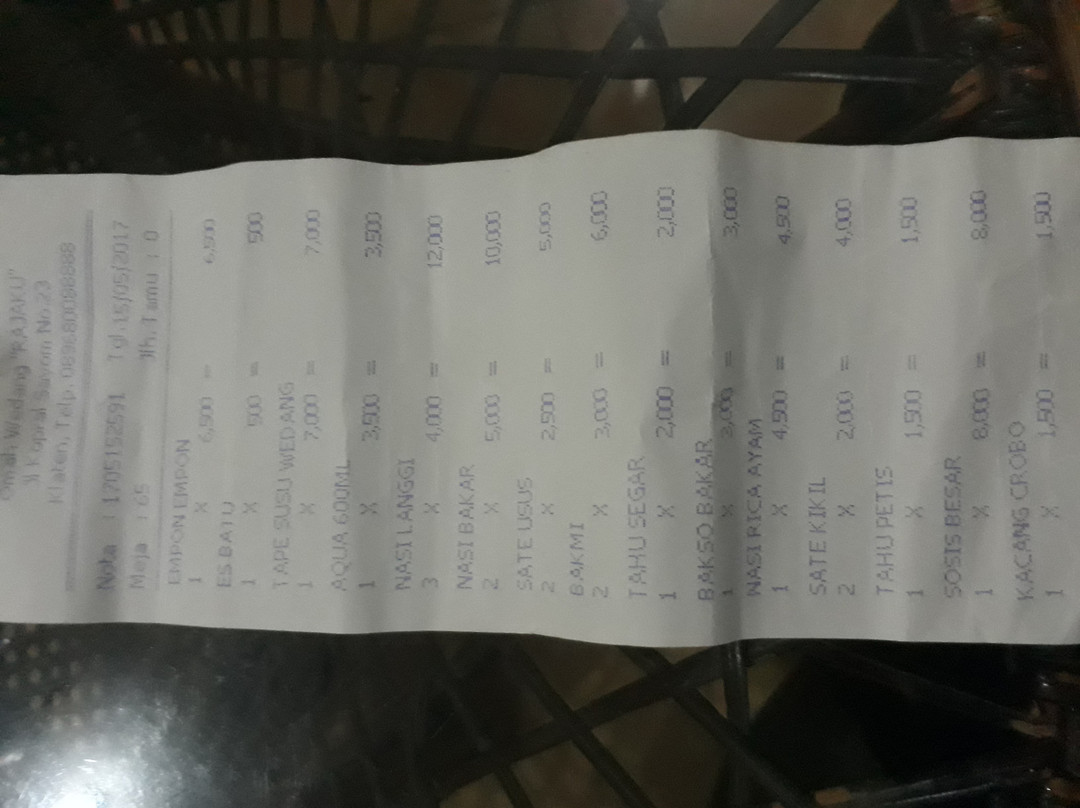 Omah Wedang "RAJAKU"
Jl Kopral Sayom No.23
Klaten, Telp.
Nota : 1705152591 Tgl.15/05/2017
Meja : 65 Jlh.Tamu : 0
EMPON EMPON
1 X 6,500 = 6,500
ES BATU
1 X 500 = 500
TAPE SUSU WEDANG
1 X 7,000 = 7,000
AQUA 600ML
1 X 3,500 = 3,500
NASI LANGGI
3 X 4,000 = 12,000
NASI BAKAR
2 X 5,000 = 10,000
SATE USUS
2 X 2,500 = 5,000
BAKMI
2 X 3,000 = 6,000
TAHU SEGAR
1 X 2,000 = 2,000
BAKSO BAKAR
1 X 3,000 = 3,000
NASI RICA AYAM
1 X 4,500 = 4,500
SATE KIKIL
2 X 2,000 = 4,000
TAHU PETIS
1 X 1,500 = 1,500
SOSIS BESAR
1 X 8,000 = 8,000
KACANG CROBO
1 X 1,500 = 1,500